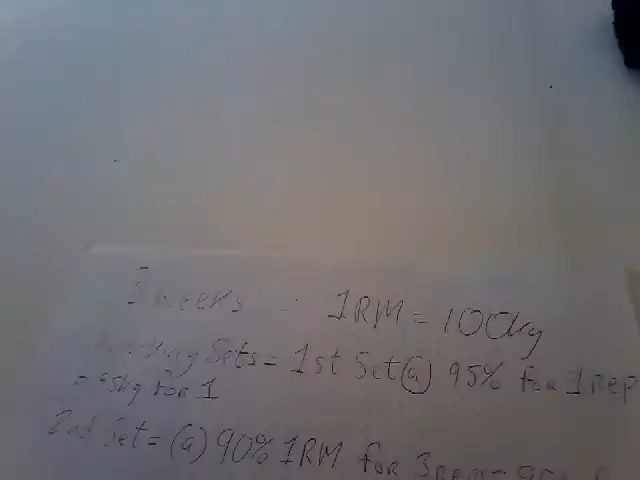 3 weeks 1RM = 100kg
Sets = 1st Set @ 95% for 1 Rep
= 95kg for 1
2nd Set = @ 90% 1RM for 3